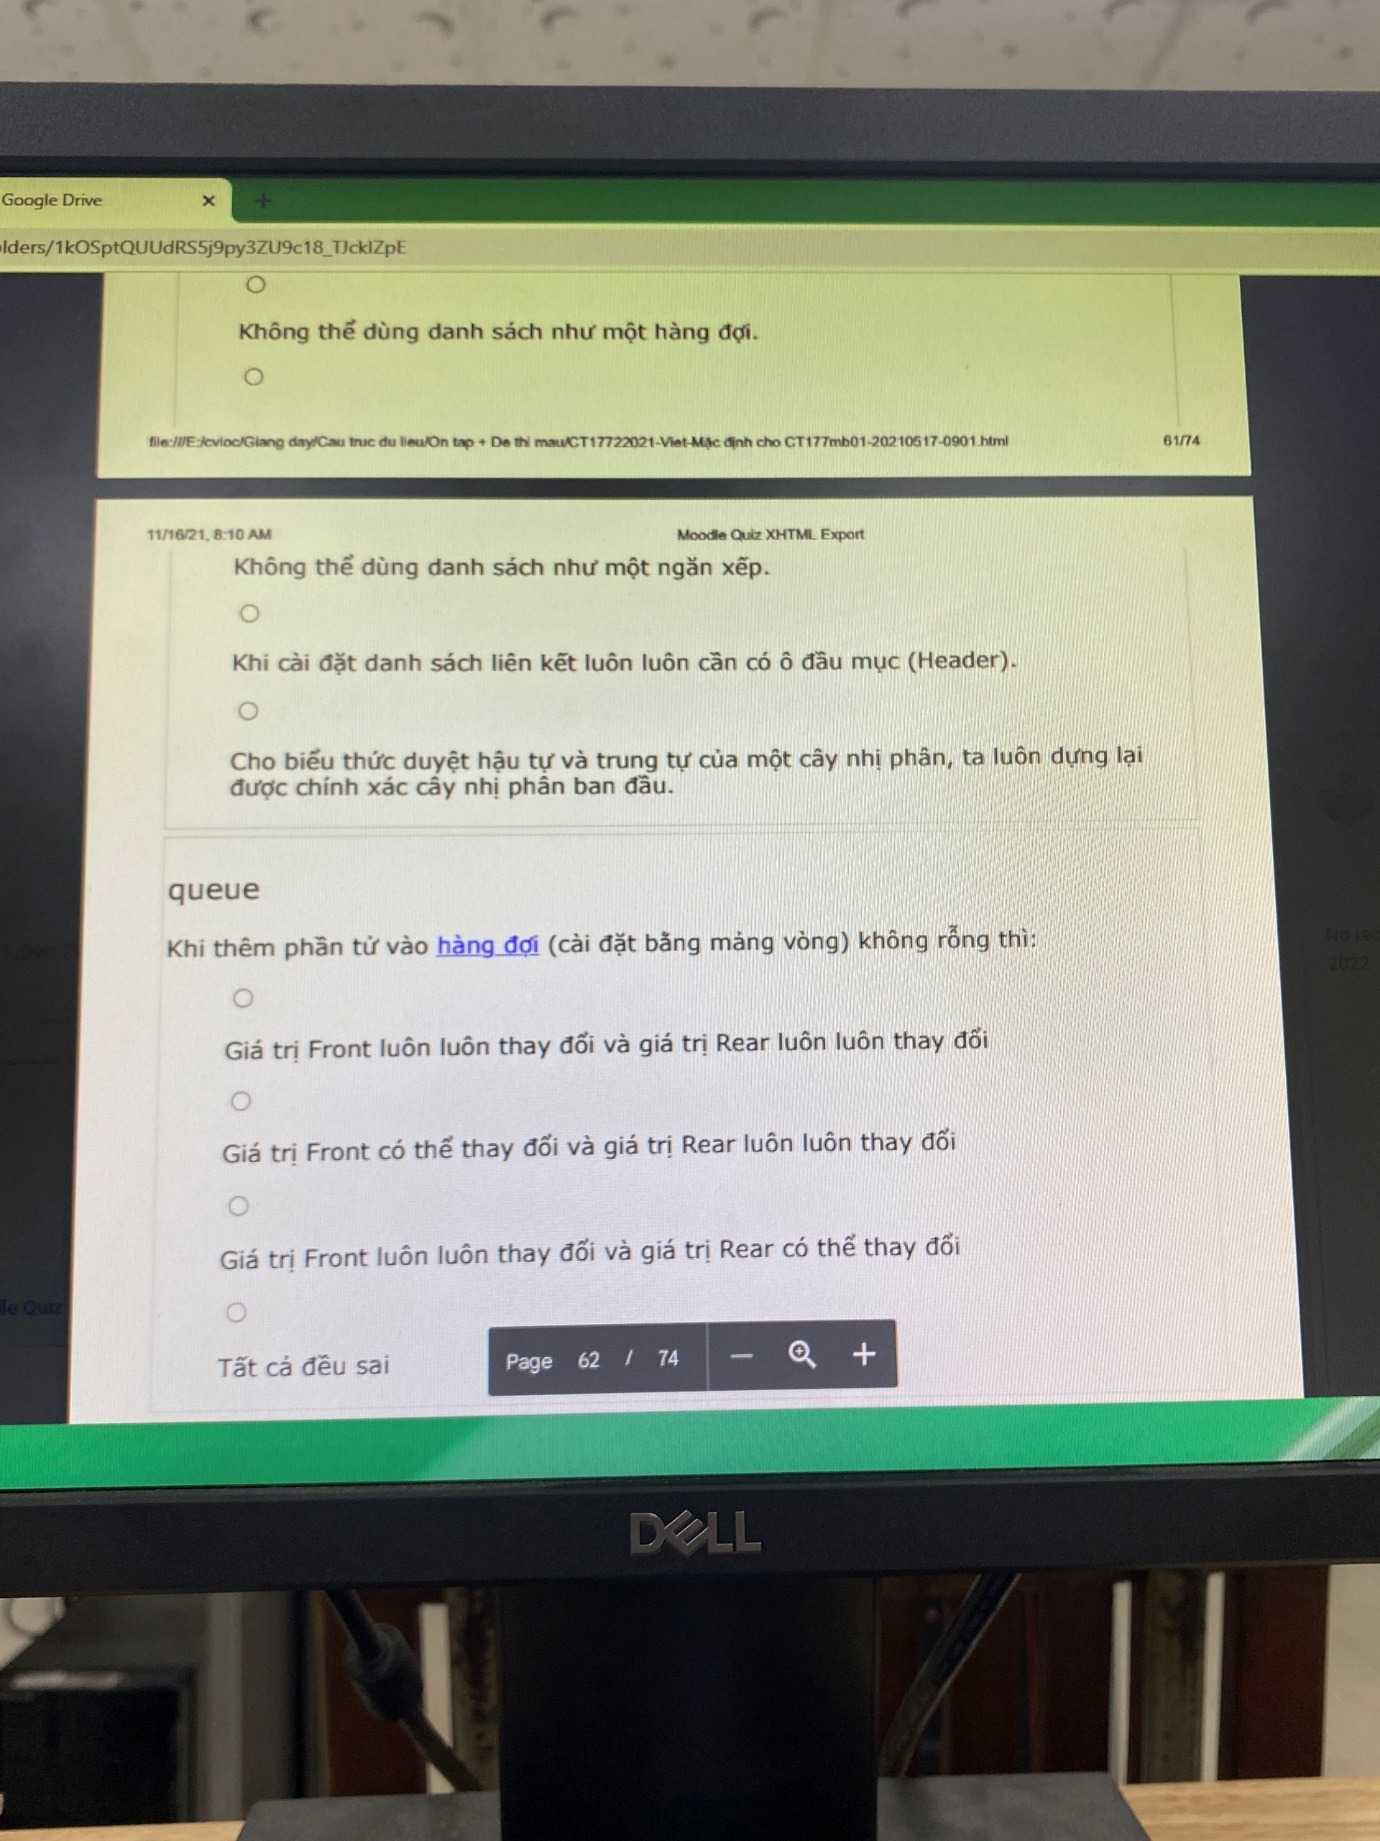 Google Drive
lders/1kOSptQUUdRS5j9py3ZU9c18_TJcklZpE
Không thể dùng danh sách như một hàng đợi.
file:///E:/cvloc/Giang day/Cau truc du lieu/On tap + De thi mau/CT17722021-Viet-Mặc định cho CT177mb01-20210517-0901.html 61/74
11/16/21, 8:10 AM Moodle Quiz XHTML Export
Không thể dùng danh sách như một ngăn xếp.
Khi cài đặt danh sách liên kết luôn luôn cần có ô đầu mục (Header).
Cho biểu thức duyệt hậu tự và trung tự của một cây nhị phân, ta luôn dựng lại
được chính xác cây nhị phân ban đầu.
queue
Khi thêm phần tử vào hàng đợi (cài đặt bằng mảng vòng) không rỗng thì:
Giá trị Front luôn luôn thay đổi và giá trị Rear luôn luôn thay đổi
Giá trị Front có thể thay đổi và giá trị Rear luôn luôn thay đổi
Giá trị Front luôn luôn thay đổi và giá trị Rear có thể thay đổi
Tất cả đều sai
Page 62 / 74
No rec
2022
le Quiz
DELL